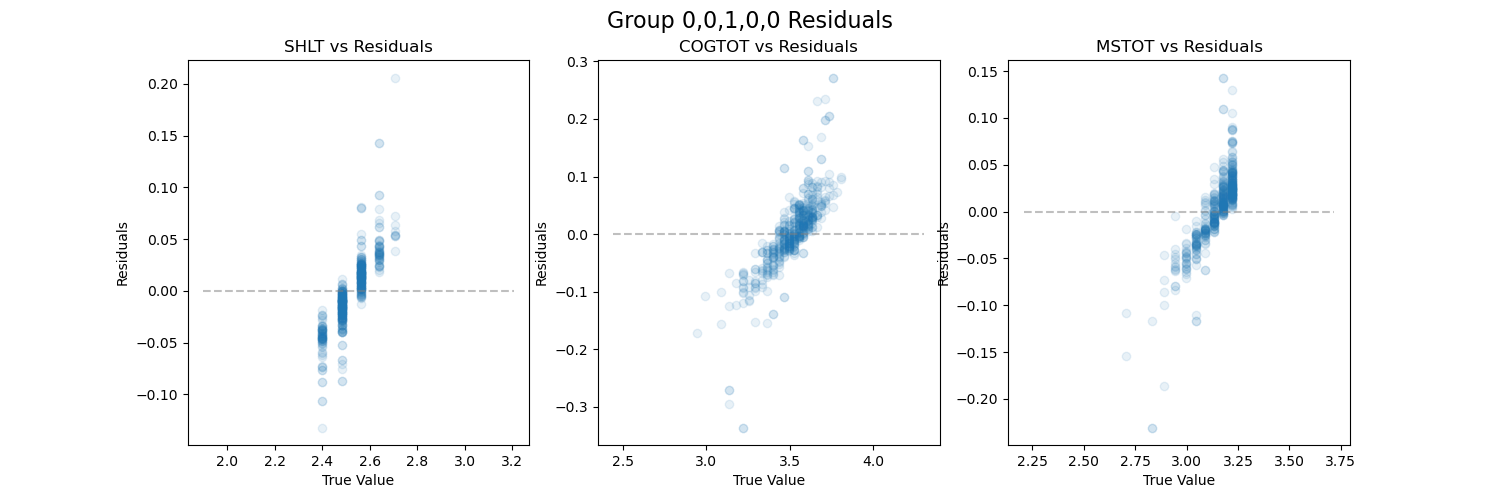 Group 0,0,1,0,0 Residuals
SHLT vs Residuals
0.20
0.15
0.10
0.05
0.00
−0.05
−0.10
Residuals
2.0 2.2 2.4 2.6 2.8 3.0 3.2
True Value
COGTOT vs Residuals
0.3
0.2
0.1
0.0
−0.1
−0.2
−0.3
Residuals
2.5 3.0 3.5 4.0
True Value
MSTOT vs Residuals
0.15
0.10
0.05
0.00
−0.05
−0.10
−0.15
−0.20
Residuals
2.25 2.50 2.75 3.00 3.25 3.50 3.75
True Value